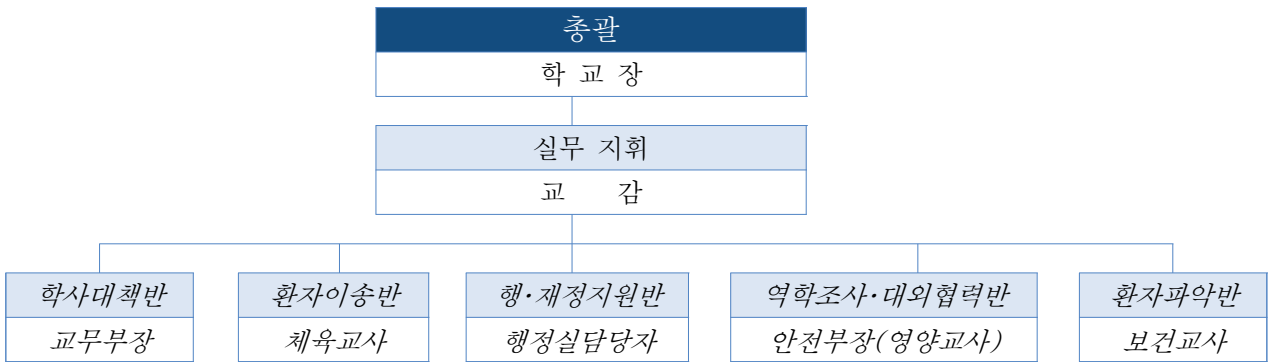 총괄
학 교 장
실무 지휘
교 감
학사대책반
교무부장
환자이송반
체육교사
행·재정지원반
행정실담당자
역학조사·대외협력반
안전부장(영양교사)
환자파악반
보건교사